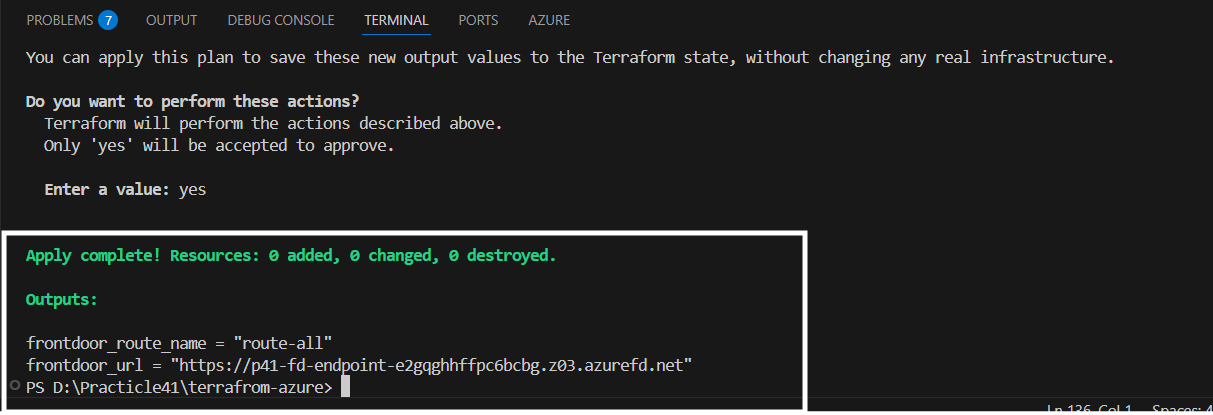 PROBLEMS 7 OUTPUT DEBUG CONSOLE TERMINAL PORTS AZURE
You can apply this plan to save these new output values to the Terraform state, without changing any real infrastructure.
Do you want to perform these actions?
Terraform will perform the actions described above.
Only 'yes' will be accepted to approve.
Enter a value: yes
Apply complete! Resources: 0 added, 0 changed, 0 destroyed.
Outputs:
frontdoor_route_name = "route-all"
frontdoor_url = "https://p41-fd-endpoint-e2gqghhffpc6bcbg.z03.azurefd.net"
PS D:\Practicle41\terrafrom-azure>
Ln 136, Col 1 Spaces: 4